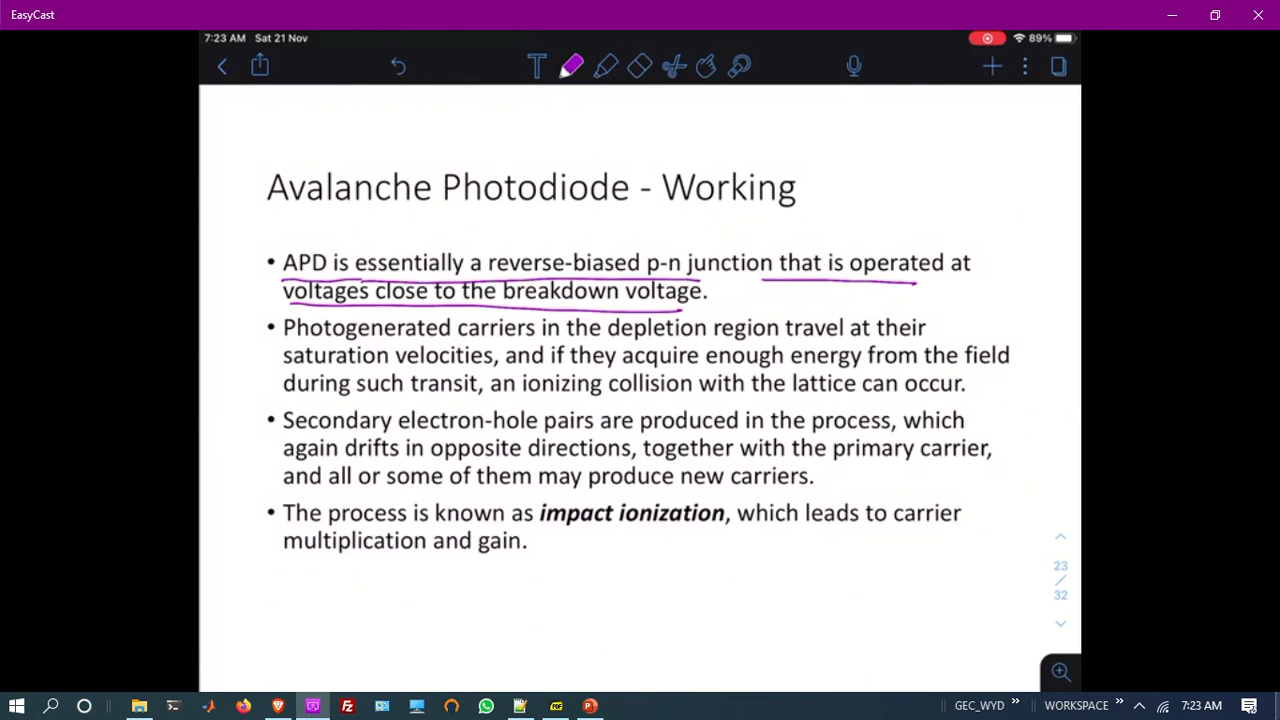 EasyCast
7:23 AM Sat 21 Nov
89%
Avalanche Photodiode - Working
• APD is essentially a reverse-biased p-n junction that is operated at
voltages close to the breakdown voltage.
• Photogenerated carriers in the depletion region travel at their
saturation velocities, and if they acquire enough energy from the field
during such transit, an ionizing collision with the lattice can occur.
• Secondary electron-hole pairs are produced in the process, which
again drifts in opposite directions, together with the primary carrier,
and all or some of them may produce new carriers.
• The process is known as impact ionization, which leads to carrier
multiplication and gain.
23
/
32
GEC_WYD » WORKSPACE » 7:23 AM